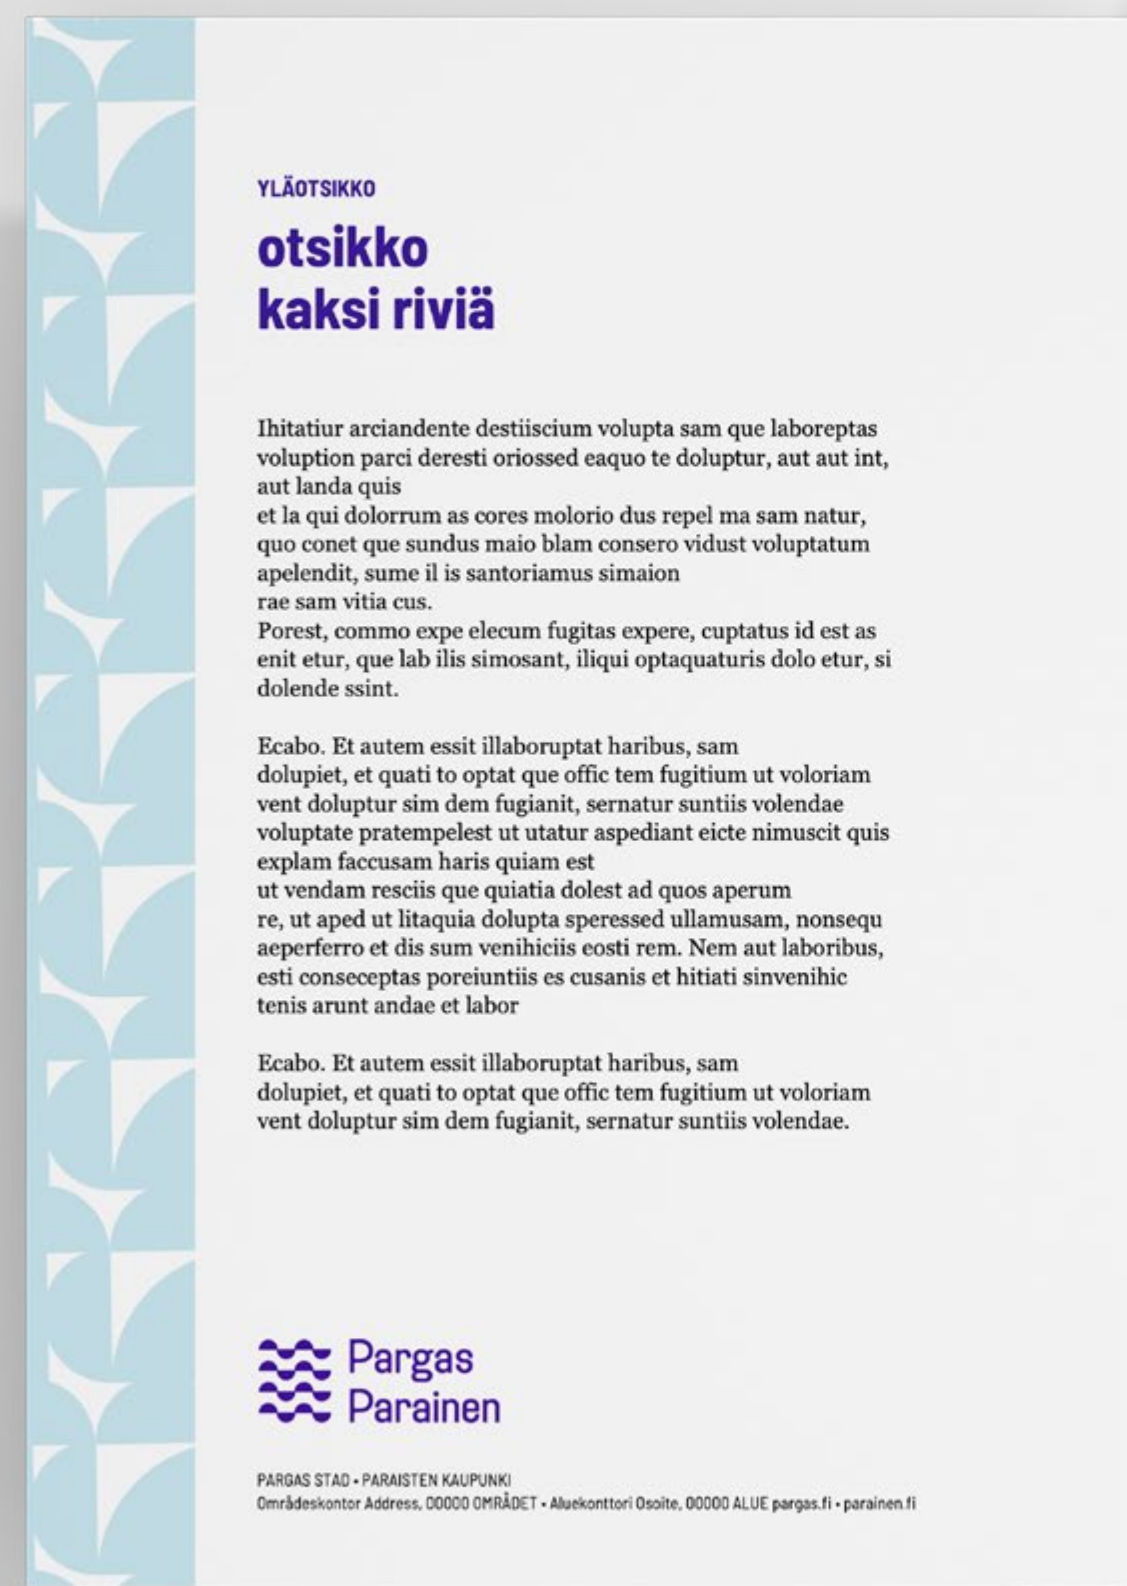 YLÄOTSIKKO
otsikko
kaksi riviä
Ihitatiur arciandente destiiscium volupta sam que laboreptas
voluption parci deresti oriossed eaquo te doluptur, aut aut int,
aut landa quis
et la qui dolorrum as cores molorio dus repel ma sam natur,
quo conet que sundus maio blam consero vidust voluptatum
apelendit, sume il is santoriamus simaion
rae sam vitia cus.
Porest, commo expe elecum fugitas expere, cuptatus id est as
enit etur, que lab ilis simosant, iliqui optaquaturis dolo etur, si
dolende ssint.
Ecabo. Et autem essit illaboruptat haribus, sam
dolupiet, et quati to optat que offic tem fugitium ut voloriam
vent doluptur sim dem fugianit, sernatur suntiis volendae
voluptate pratempelest ut utatur aspediant eicte nimuscit quis
explam faccusam haris quiam est
ut vendam resciis que quiatia dolest ad quos aperum
re, ut aped ut litaquia dolupta speressed ullamusam, nonsequ
aeperferro et dis sum venihiciis eosti rem. Nem aut laboribus,
esti conseceptas poreiuntiis es cusanis et hitiati sinvenihic
tenis arunt andae et labor
Ecabo. Et autem essit illaboruptat haribus, sam
dolupiet, et quati to optat que offic tem fugitium ut voloriam
vent doluptur sim dem fugianit, sernatur suntiis volendae.
Pargas
Parainen
PARGAS STAD • PARAISTEN KAUPUNKI
Områdeskontor Address, 00000 OMRÅDET • Aluekonttori Osoite, 00000 ALUE pargas.fi • parainen.fi